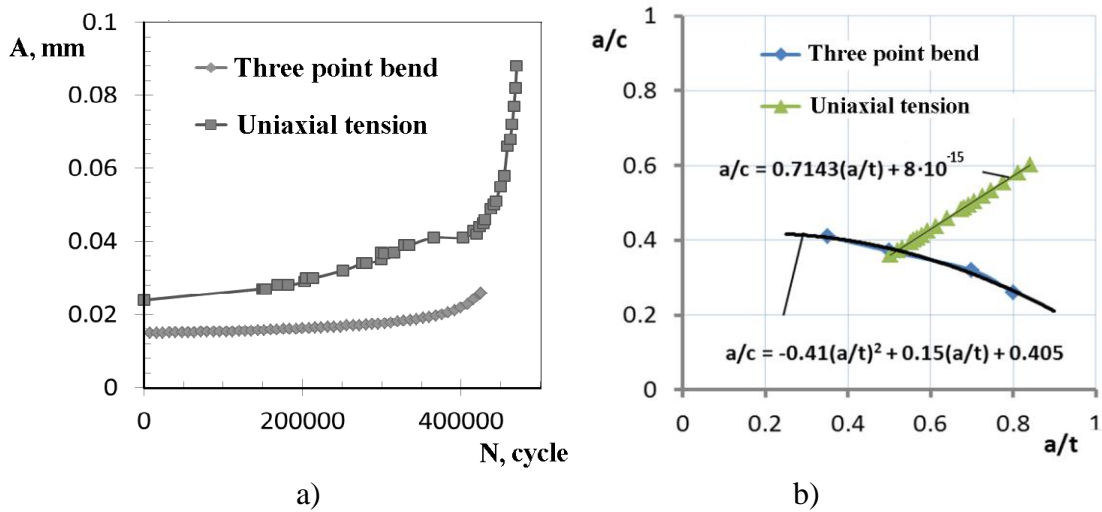 A, mm
0.1
0.08
0.06
0.04
0.02
0
Three point bend
Uniaxial tension
0
200000
400000
N, cycle
a)
a/c
1
0.8
0.6
0.4
0.2
0
Three point bend
Uniaxial tension
a/c = 0.7143(a/t) + 8·10⁻¹⁵
a/c = -0.41(a/t)² + 0.15(a/t) + 0.405
0
0.2
0.4
0.6
0.8
1
a/t
b)